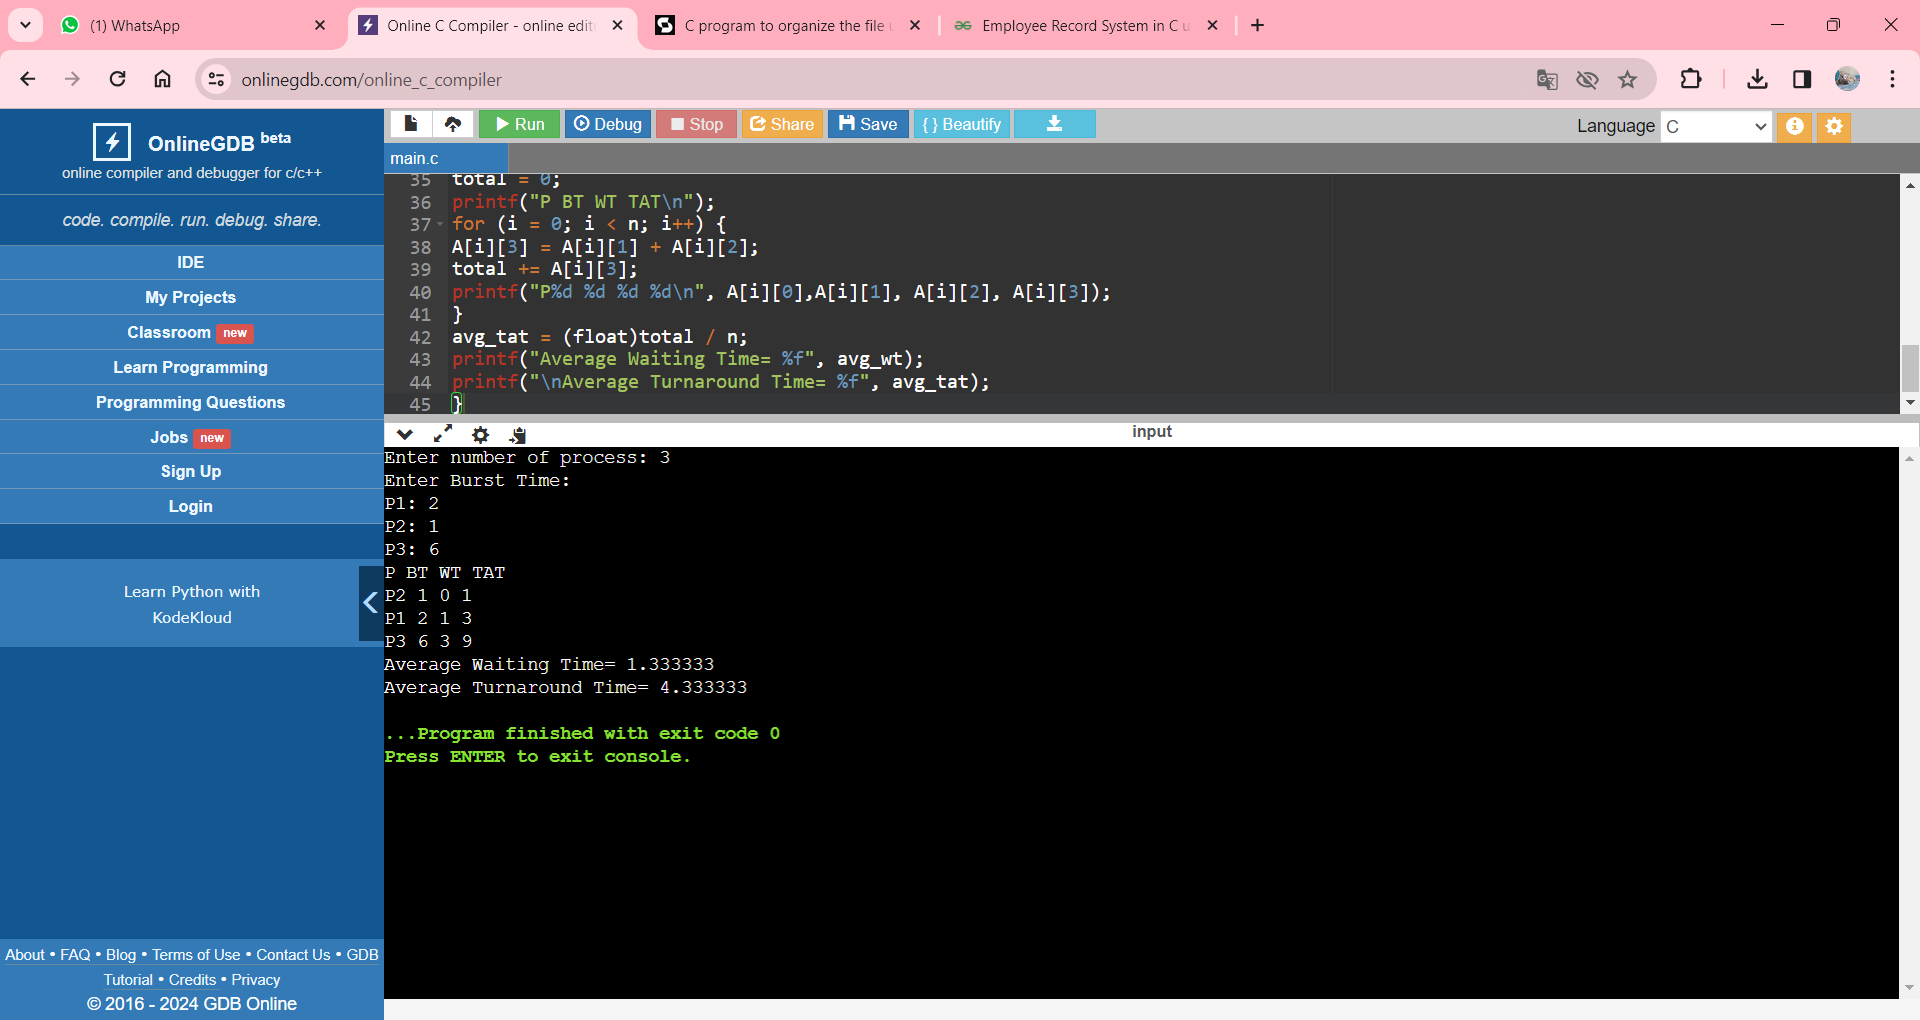 (1) WhatsApp
Online C Compiler - online edit
C program to organize the file
Employee Record System in C u
onlinegdb.com/online_c_compiler
OnlineGDB beta
online compiler and debugger for c/c++
code. compile. run. debug. share.
IDE
My Projects
Classroom new
Learn Programming
Programming Questions
Jobs new
Sign Up
Login
Learn Python with
KodeKloud
About • FAQ • Blog • Terms of Use • Contact Us • GDB
Tutorial • Credits • Privacy
© 2016 - 2024 GDB Online
Run Debug Stop Share Save { } Beautify
Language C
main.c
35 total = 0;
36 printf("P BT WT TAT\n");
37 for (i = 0; i < n; i++) {
38 A[i][3] = A[i][1] + A[i][2];
39 total += A[i][3];
40 printf("P%d %d %d %d\n", A[i][0],A[i][1], A[i][2], A[i][3]);
41 }
42 avg_tat = (float)total / n;
43 printf("Average Waiting Time= %f", avg_wt);
44 printf("\nAverage Turnaround Time= %f", avg_tat);
45 }
input
Enter number of process: 3
Enter Burst Time:
P1: 2
P2: 1
P3: 6
P BT WT TAT
P2 1 0 1
P1 2 1 3
P3 6 3 9
Average Waiting Time= 1.333333
Average Turnaround Time= 4.333333
...Program finished with exit code 0
Press ENTER to exit console.